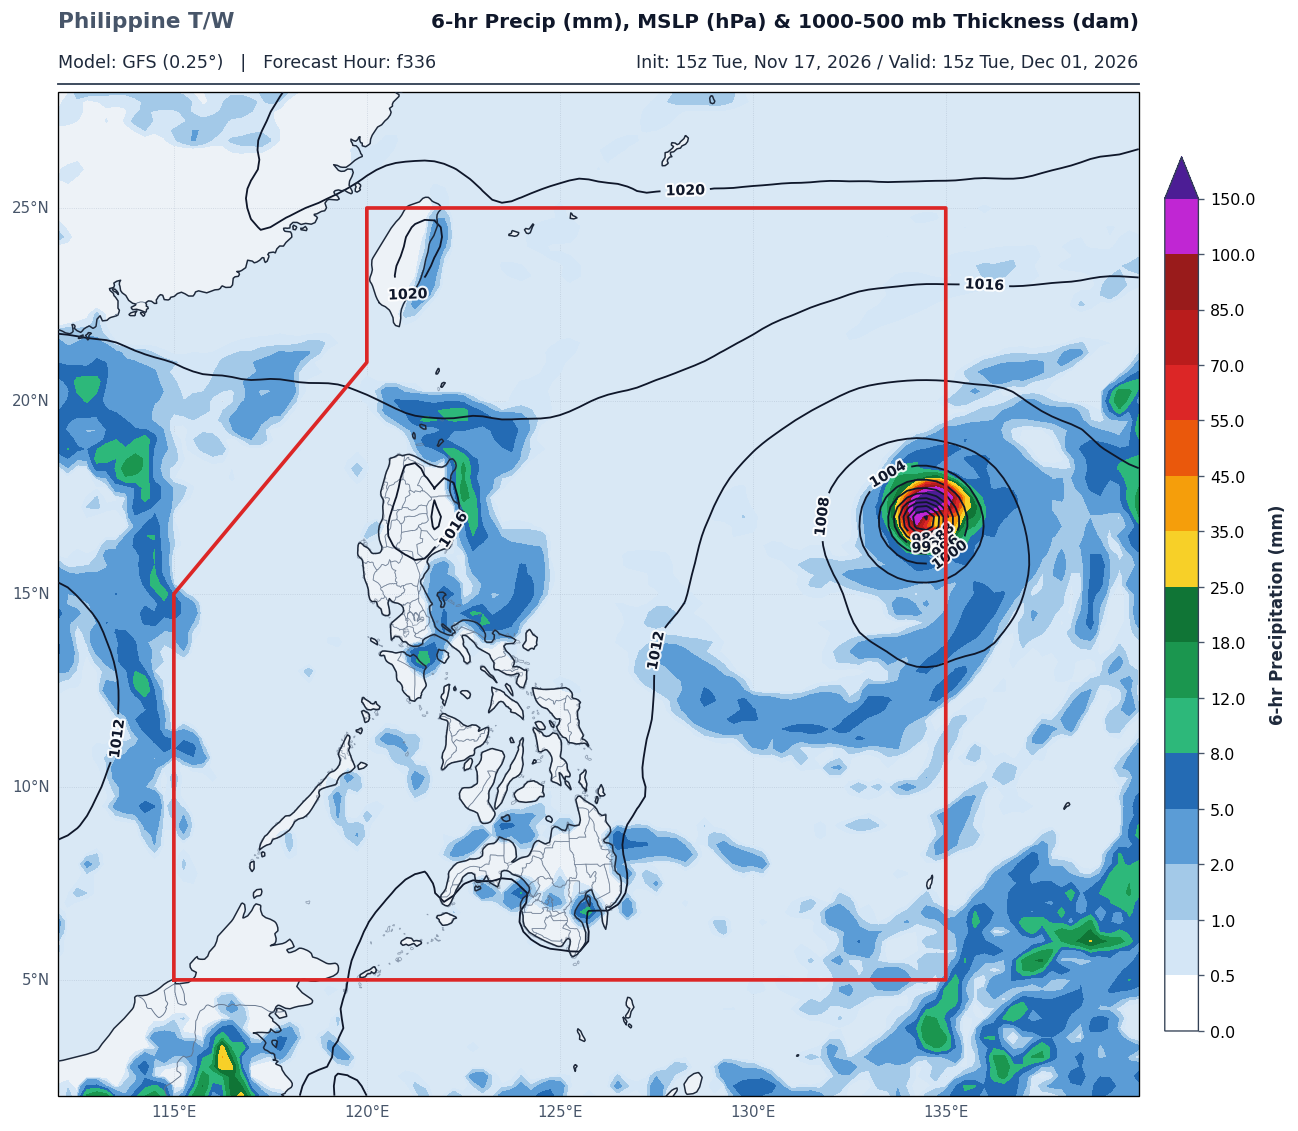 Philippine T/W
6-hr Precip (mm), MSLP (hPa) & 1000-500 mb Thickness (dam)
Model: GFS (0.25°) | Forecast Hour: f336
Init: 15z Tue, Nov 17, 2026 / Valid: 15z Tue, Dec 01, 2026
25°N
20°N
15°N
10°N
5°N
115°E
120°E
125°E
130°E
135°E
1020
1020
1016
1016
1004
1008
1000
1012
1012
150.0
100.0
85.0
70.0
55.0
45.0
35.0
25.0
18.0
12.0
8.0
5.0
2.0
1.0
0.5
0.0
6-hr Precipitation (mm)